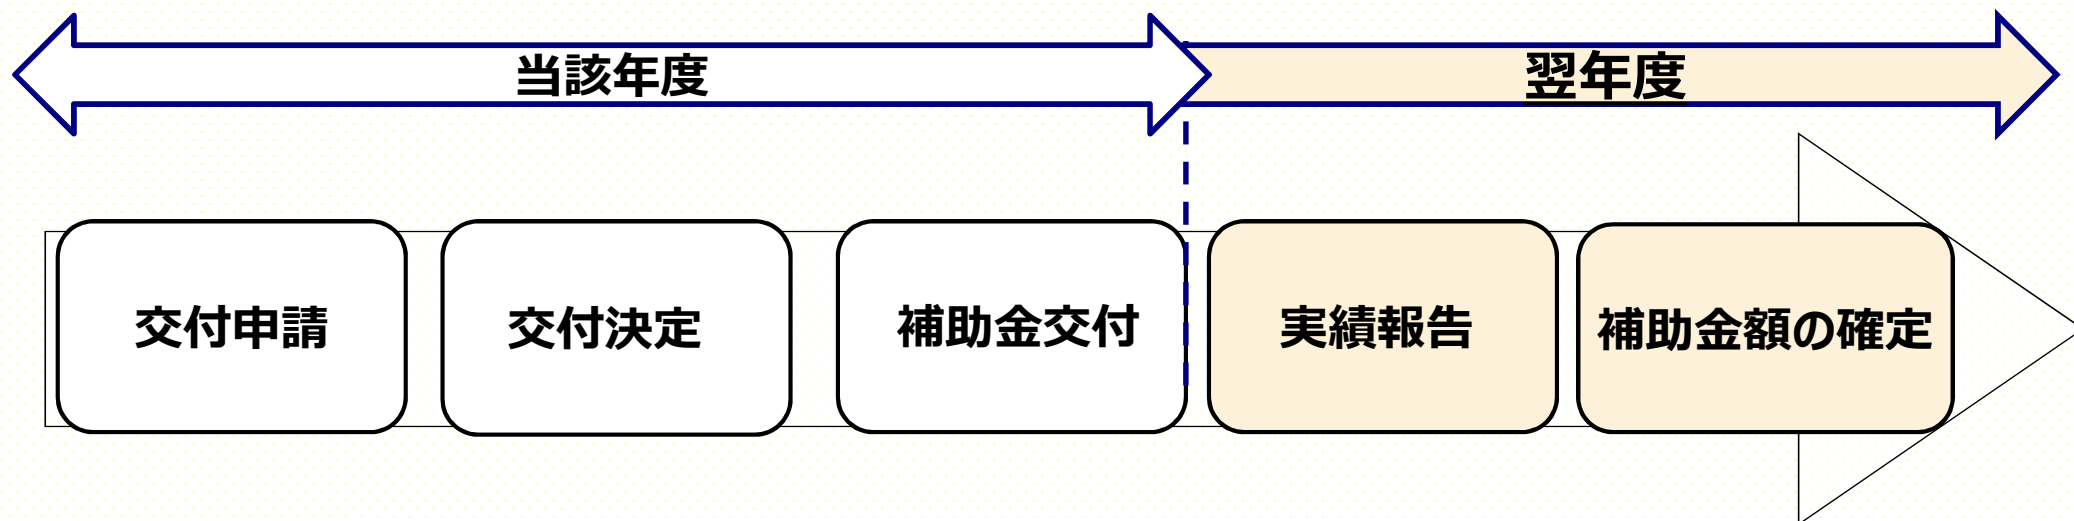 当該年度
翌年度
交付申請
交付決定
補助金交付
実績報告
補助金額の確定